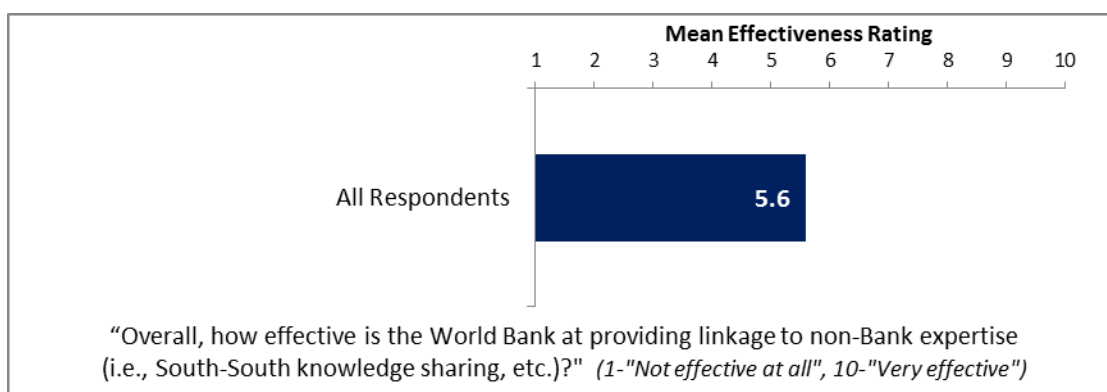 Mean Effectiveness Rating
1 2 3 4 5 6 7 8 9 10
All Respondents 5.6
“Overall, how effective is the World Bank at providing linkage to non-Bank expertise
(i.e., South-South knowledge sharing, etc.)?" (1-"Not effective at all", 10-"Very effective")